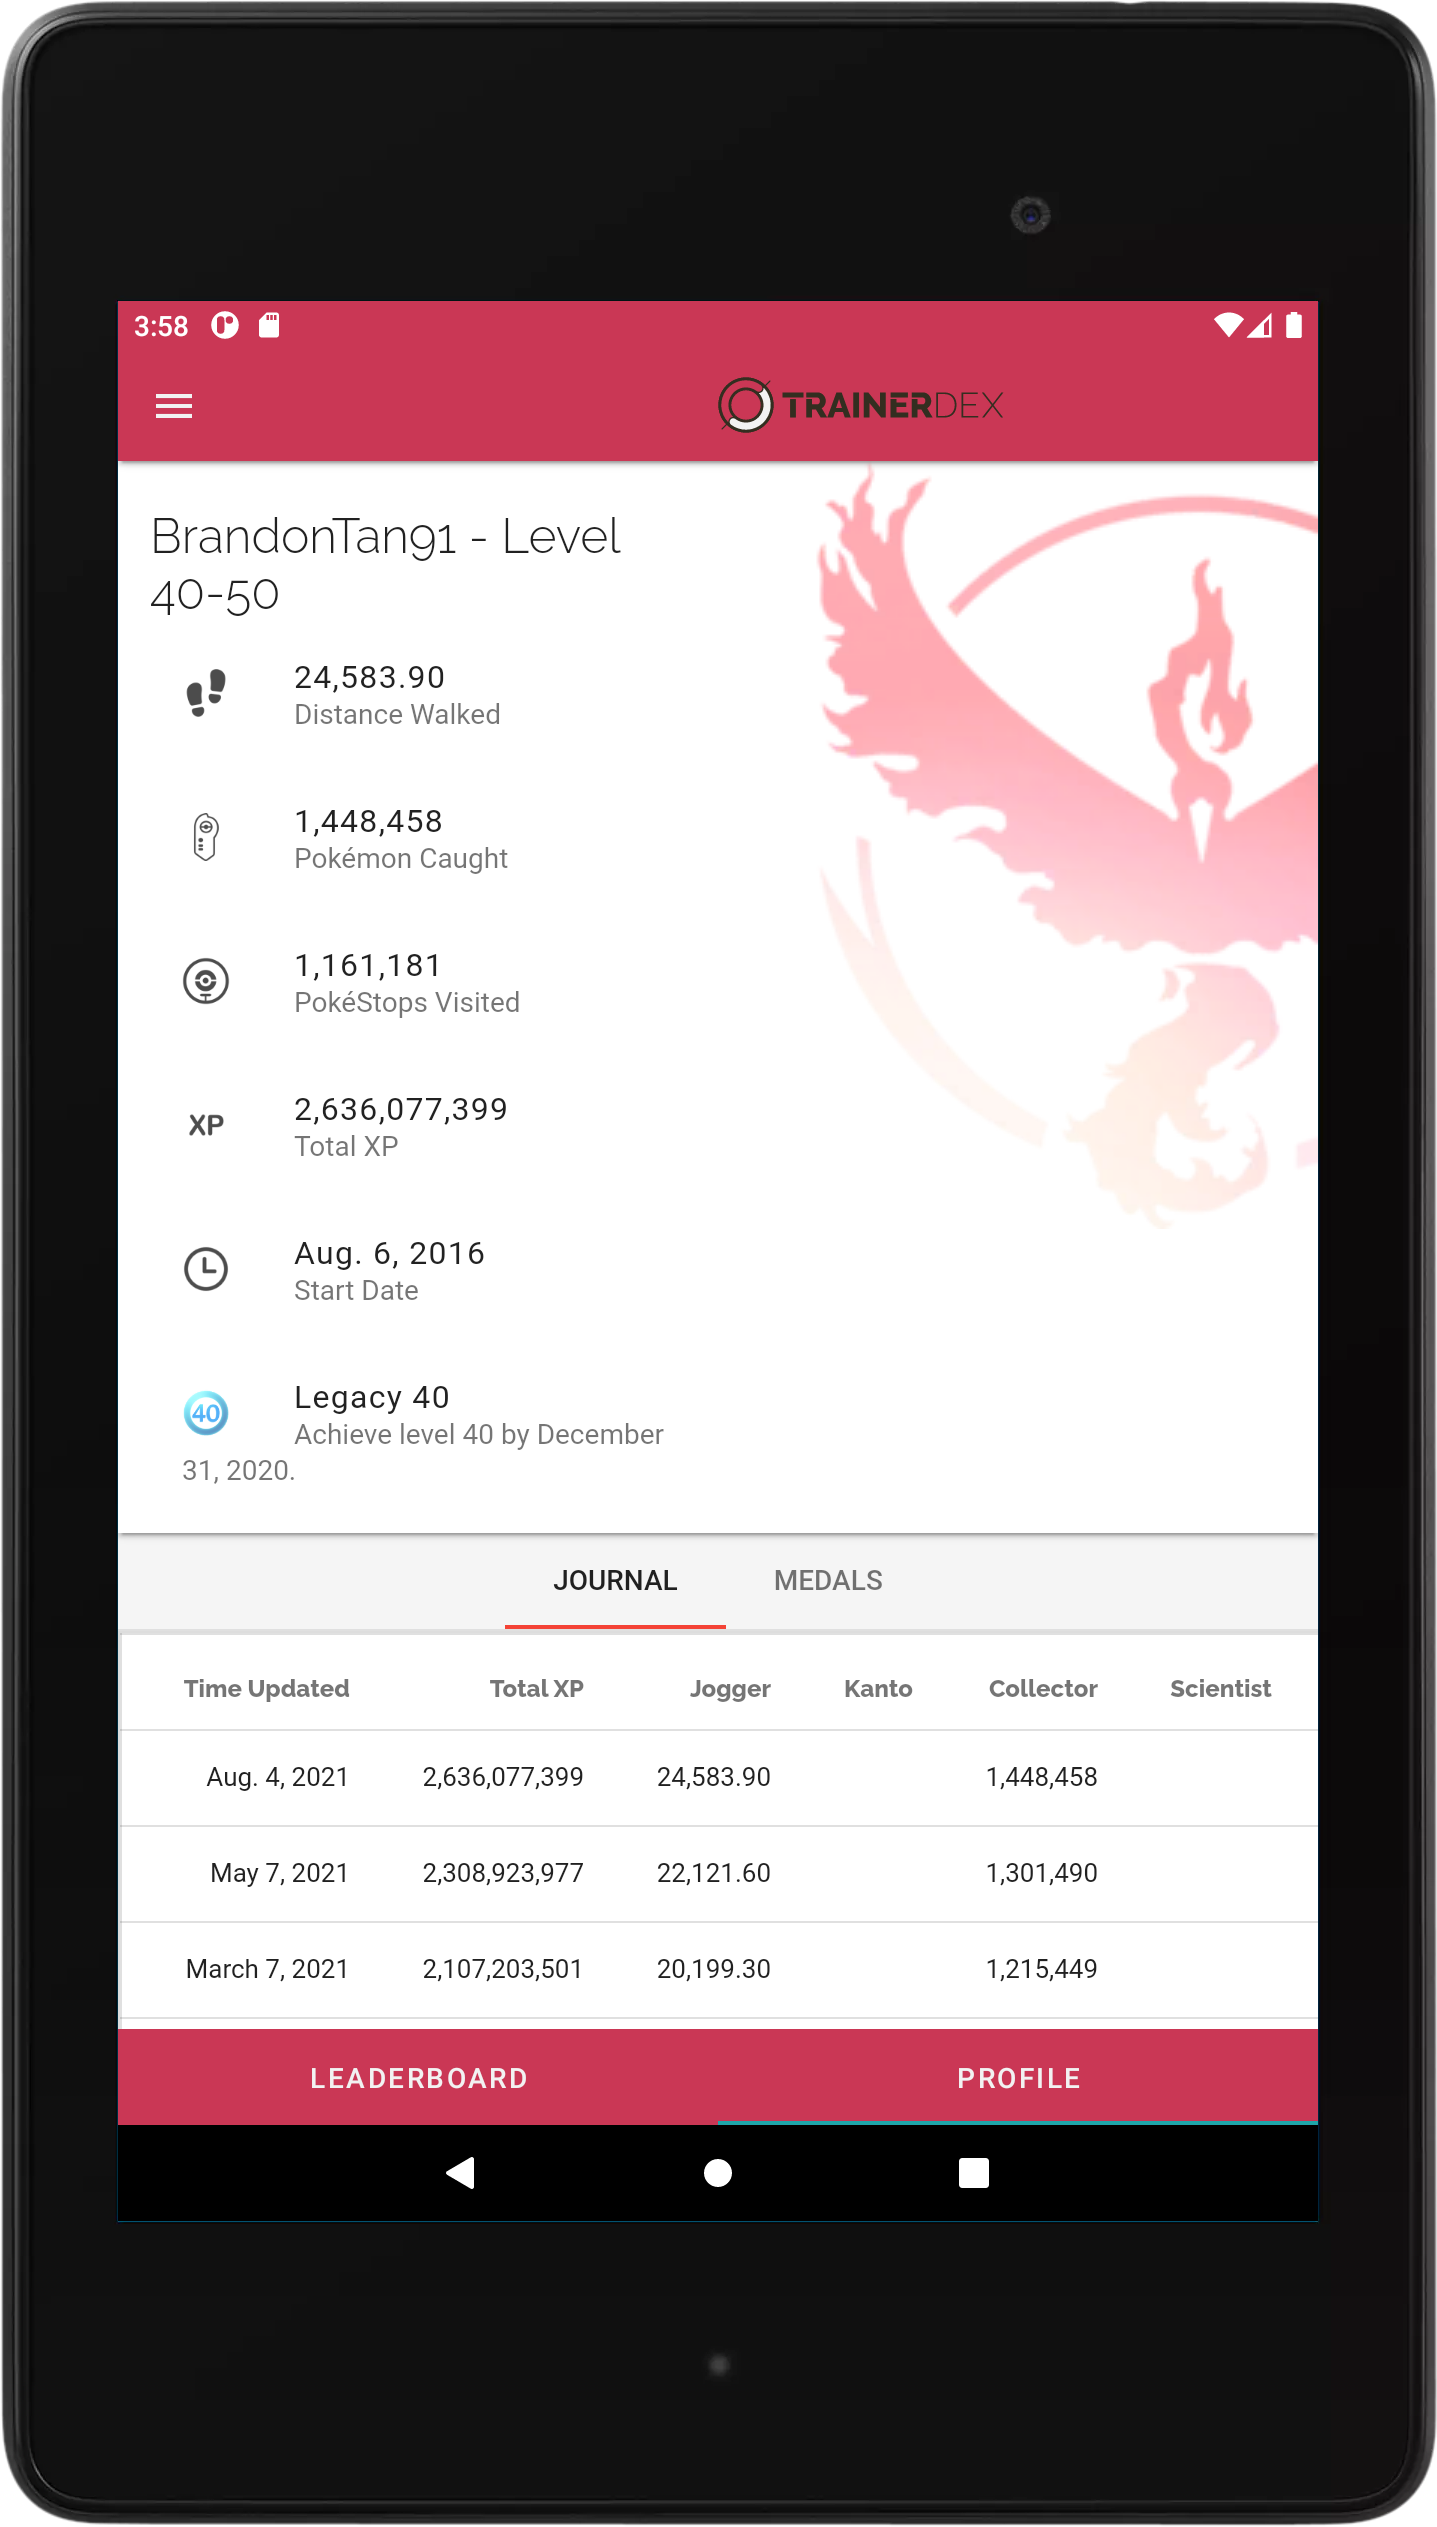 3:58
TRAINERDEX
BrandonTan91 - Level
40-50
24,583.90
Distance Walked
1,448,458
Pokémon Caught
1,161,181
PokéStops Visited
XP
2,636,077,399
Total XP
Aug. 6, 2016
Start Date
40
Legacy 40
Achieve level 40 by December
31, 2020.
JOURNAL MEDALS
Time Updated Total XP Jogger Kanto Collector Scientist
Aug. 4, 2021 2,636,077,399 24,583.90 1,448,458
May 7, 2021 2,308,923,977 22,121.60 1,301,490
March 7, 2021 2,107,203,501 20,199.30 1,215,449
LEADERBOARD PROFILE